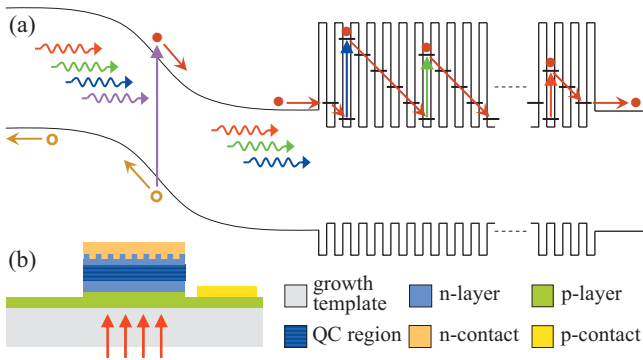 (a)
(b)
growth
template
n-layer
p-layer
QC region
n-contact
p-contact